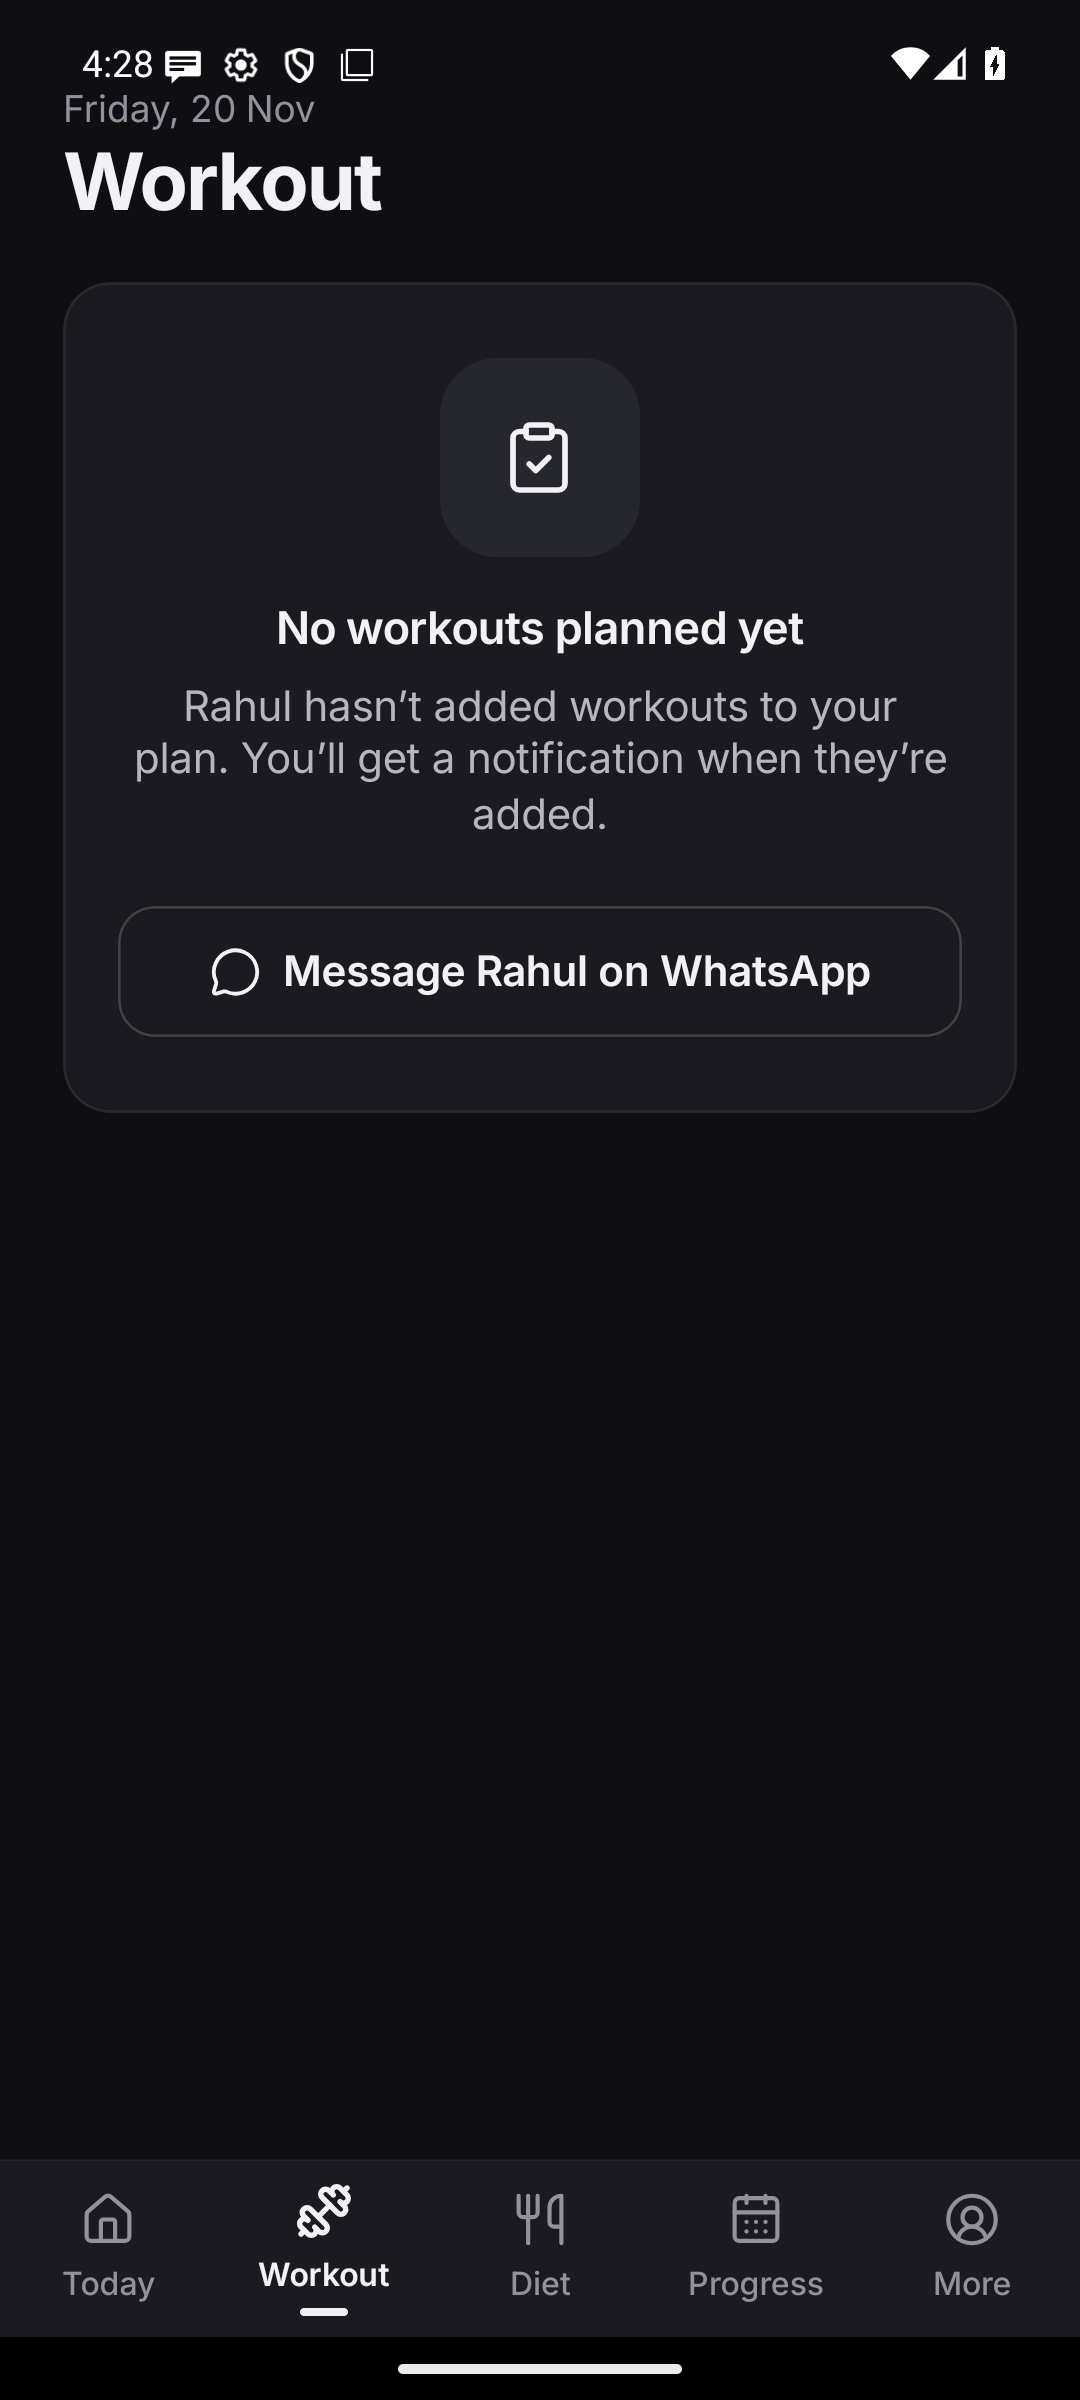 4:28
Friday, 20 Nov
Workout
No workouts planned yet
Rahul hasn’t added workouts to your
plan. You’ll get a notification when they’re
added.
Message Rahul on WhatsApp
Today
Workout
Diet
Progress
More